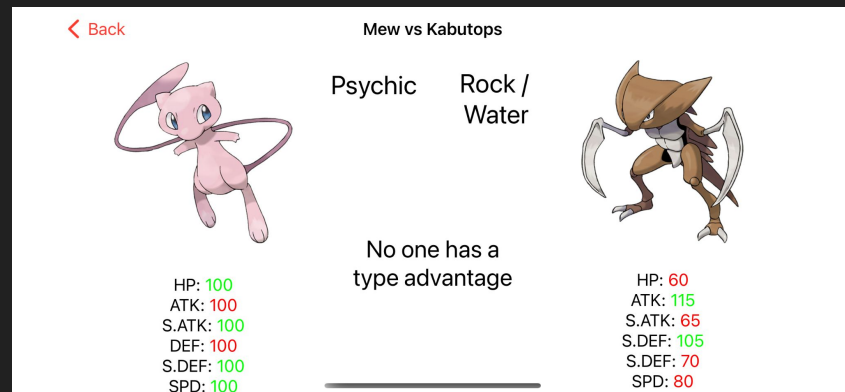 Back
Mew vs Kabutops
Psychic
Rock /
Water
No one has a
type advantage
HP: 100
ATK: 100
S.ATK: 100
DEF: 100
S.DEF: 100
SPD: 100
HP: 60
ATK: 115
S.ATK: 65
S.DEF: 105
S.DEF: 70
SPD: 80